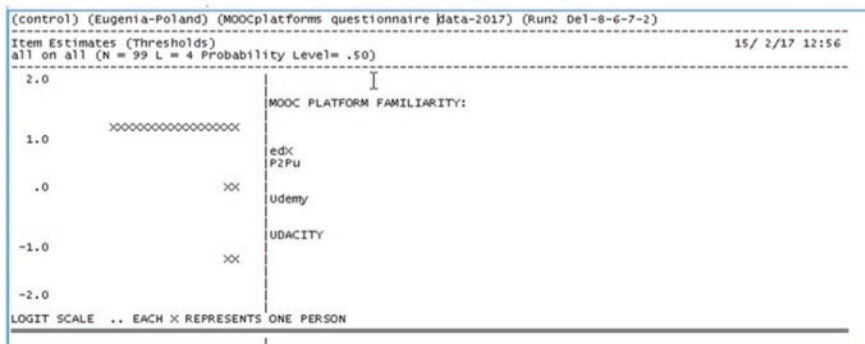 (control) (Eugenia-Poland) (MOOCplatforms questionnaire data-2017) (Run2 Del-8-6-7-2)
Item Estimates (Thresholds) 15/ 2/17 12:56
all on all (N = 99 L = 4 Probability Level= .50)
2.0
MOOC PLATFORM FAMILIARITY:
XXXXXXXXXXXXXXXXXX
1.0
edX
P2Pu
.0 XX
Udemy
UDACITY
-1.0
XX
-2.0
LOGIT SCALE .. EACH X REPRESENTS ONE PERSON